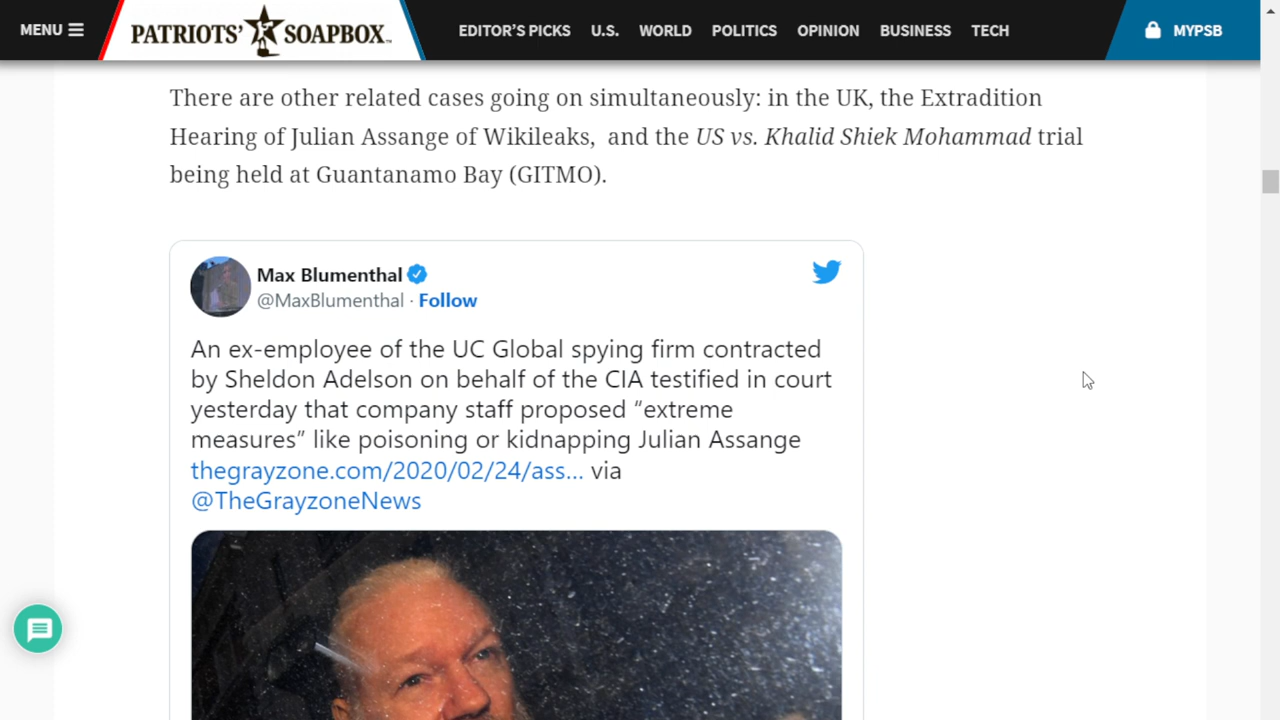 MENU
PATRIOTS' SOAPBOX
EDITOR'S PICKS U.S. WORLD POLITICS OPINION BUSINESS TECH
MYPSB
There are other related cases going on simultaneously: in the UK, the Extradition
Hearing of Julian Assange of Wikileaks, and the US vs. Khalid Shiek Mohammad trial
being held at Guantanamo Bay (GITMO).
Max Blumenthal
@MaxBlumenthal · Follow
An ex-employee of the UC Global spying firm contracted
by Sheldon Adelson on behalf of the CIA testified in court
yesterday that company staff proposed “extreme
measures” like poisoning or kidnapping Julian Assange
thegrayzone.com/2020/02/24/ass... via
@TheGrayzoneNews